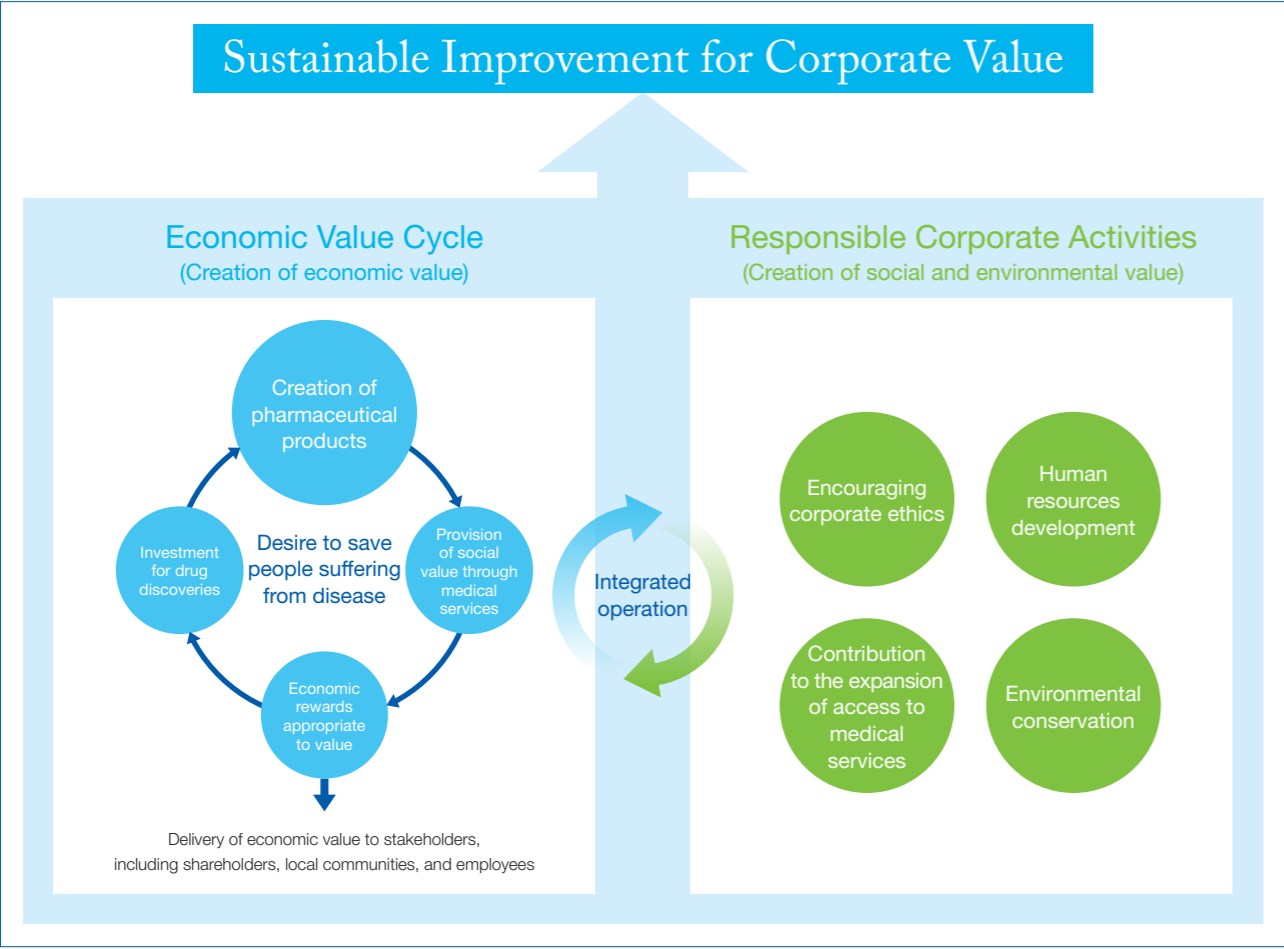 Sustainable Improvement for Corporate Value
Economic Value Cycle
(Creation of economic value)
Creation of
pharmaceutical
products
Investment
for drug
discoveries
Desire to save
people suffering
from disease
Provision
of social
value through
medical
services
Economic
rewards
appropriate
to value
Delivery of economic value to stakeholders,
including shareholders, local communities, and employees
Integrated
operation
Responsible Corporate Activities
(Creation of social and environmental value)
Encouraging
corporate ethics
Human
resources
development
Contribution
to the expansion
of access to
medical
services
Environmental
conservation